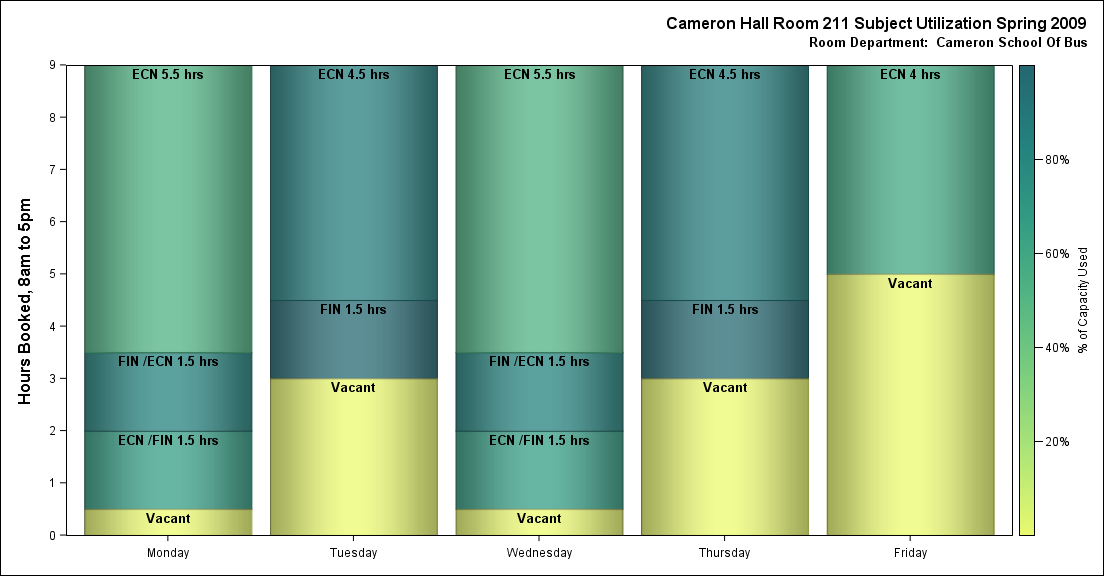 Cameron Hall Room 211 Subject Utilization Spring 2009
Room Department:  Cameron School Of Bus
Hours Booked, 8am to 5pm
9
8
7
6
5
4
3
2
1
0
ECN 5.5 hrs
FIN /ECN 1.5 hrs
ECN /FIN 1.5 hrs
Vacant
Monday
ECN 4.5 hrs
FIN 1.5 hrs
Vacant
Tuesday
ECN 5.5 hrs
FIN /ECN 1.5 hrs
ECN /FIN 1.5 hrs
Vacant
Wednesday
ECN 4.5 hrs
FIN 1.5 hrs
Vacant
Thursday
ECN 4 hrs
Vacant
Friday
80%
60%
40%
20%
% of Capacity Used